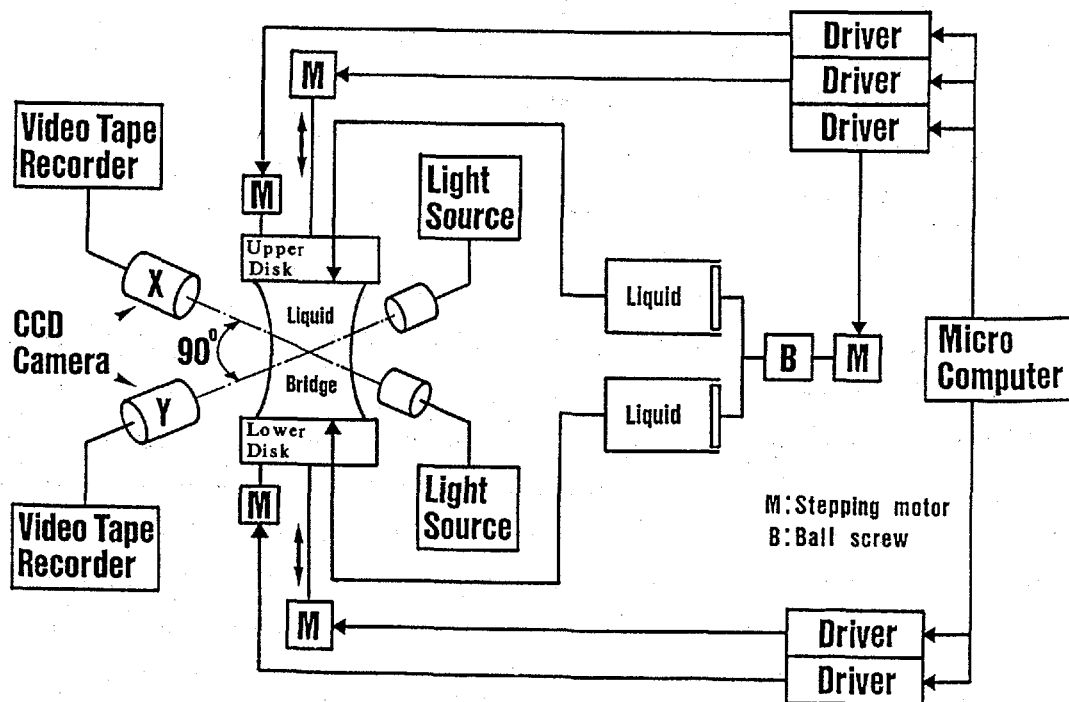 Driver
Driver
Driver
M
M
Video Tape
Recorder
Light
Source
Upper
Disk
X
CCD
Camera
90°
Liquid
Bridge
Y
Lower
Disk
Liquid
Liquid
B
M
Micro
Computer
M
M
Light
Source
Video Tape
Recorder
M:Stepping motor
B:Ball screw
Driver
Driver